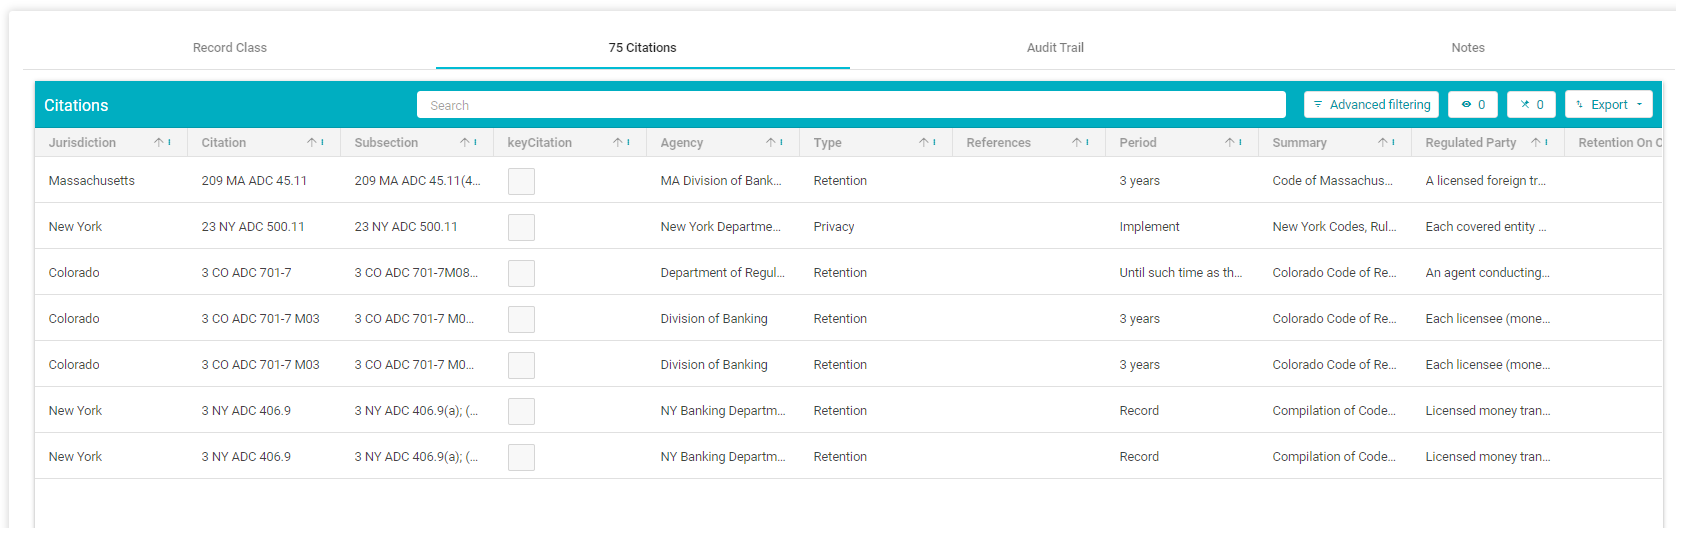 Record Class 75 Citations Audit Trail Notes
Citations Search Advanced filtering 0 0 Export
Jurisdiction Citation Subsection keyCitation Agency Type References Period Summary Regulated Party Retention On C
Massachusetts 209 MA ADC 45.11 209 MA ADC 45.11(4... MA Division of Bank... Retention 3 years Code of Massachus... A licensed foreign tr...
New York 23 NY ADC 500.11 23 NY ADC 500.11 New York Departme... Privacy Implement New York Codes, Rul... Each covered entity ...
Colorado 3 CO ADC 701-7 3 CO ADC 701-7M08... Department of Regul... Retention Until such time as th... Colorado Code of Re... An agent conducting...
Colorado 3 CO ADC 701-7 M03 3 CO ADC 701-7 M0... Division of Banking Retention 3 years Colorado Code of Re... Each licensee (mone...
Colorado 3 CO ADC 701-7 M03 3 CO ADC 701-7 M0... Division of Banking Retention 3 years Colorado Code of Re... Each licensee (mone...
New York 3 NY ADC 406.9 3 NY ADC 406.9(a); (... NY Banking Departm... Retention Record Compilation of Code... Licensed money tran...
New York 3 NY ADC 406.9 3 NY ADC 406.9(a); (... NY Banking Departm... Retention Record Compilation of Code... Licensed money tran...